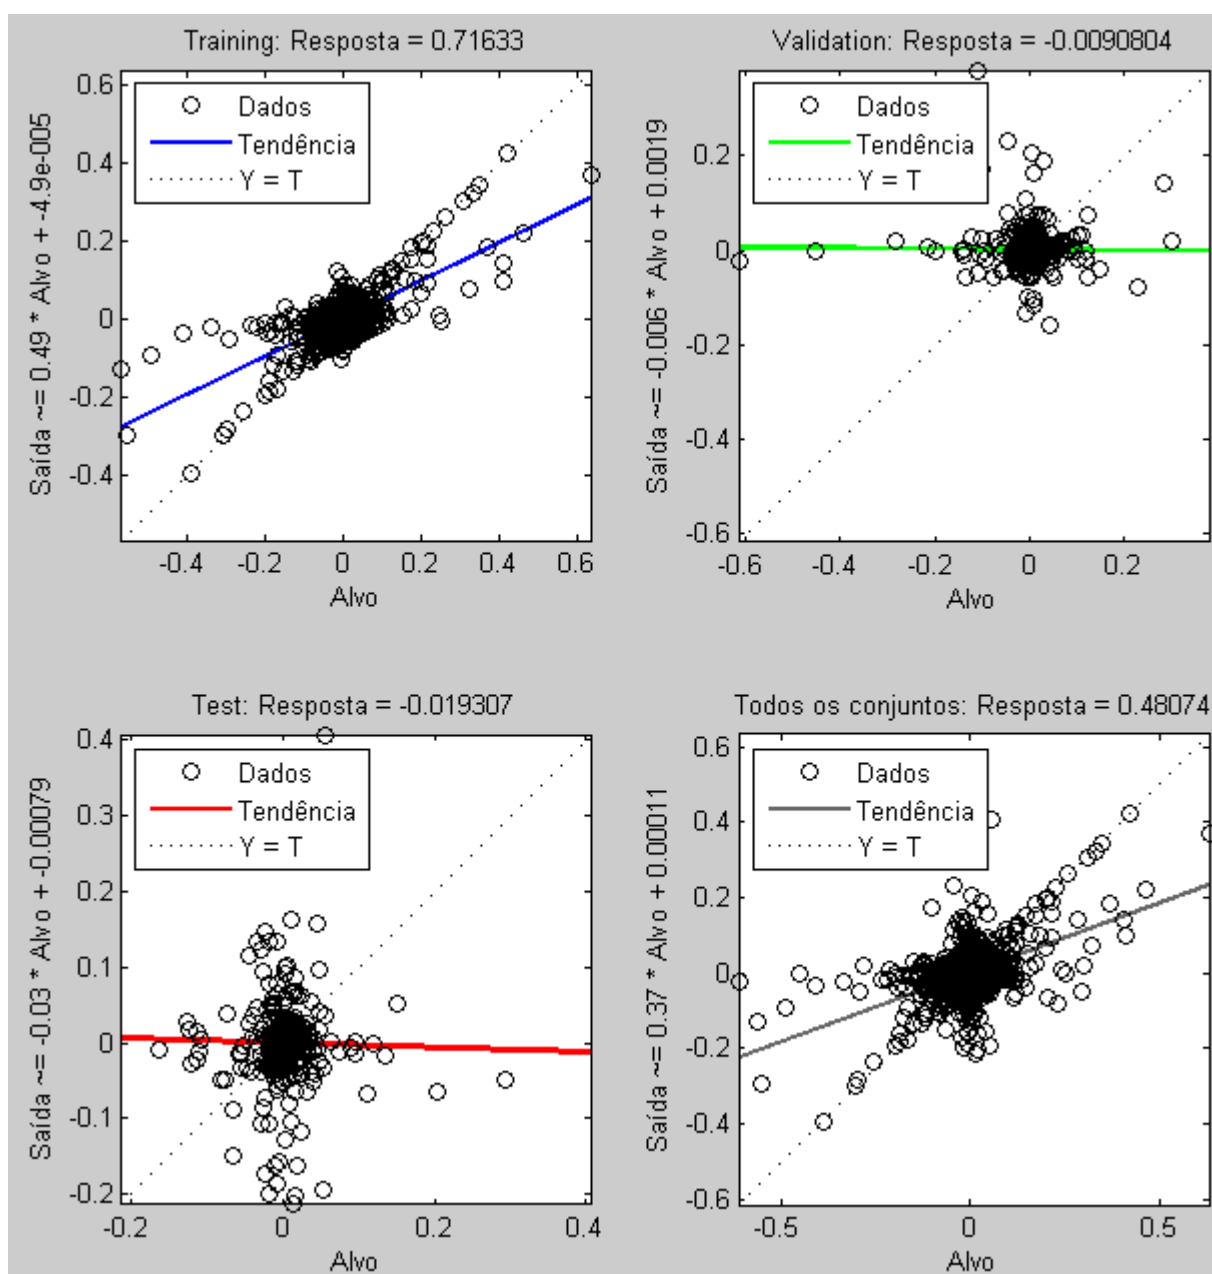 Training: Resposta = 0.71633
Saída ~= 0.49 * Alvo + -4.9e-005
0.6
0.4
0.2
0
-0.2
-0.4
Dados
Tendência
Y = T
-0.4 -0.2 0 0.2 0.4 0.6
Alvo
Validation: Resposta = -0.0090804
Saída ~= -0.006 * Alvo + 0.0019
0.2
0
-0.2
-0.4
-0.6
Dados
Tendência
Y = T
-0.6 -0.4 -0.2 0 0.2
Alvo
Test: Resposta = -0.019307
Saída ~= -0.03 * Alvo + -0.00079
0.4
0.3
0.2
0.1
0
-0.1
-0.2
Dados
Tendência
Y = T
-0.2 0 0.2 0.4
Alvo
Todos os conjuntos: Resposta = 0.48074
Saída ~= 0.37 * Alvo + 0.00011
0.6
0.4
0.2
0
-0.2
-0.4
-0.6
Dados
Tendência
Y = T
-0.5 0 0.5
Alvo